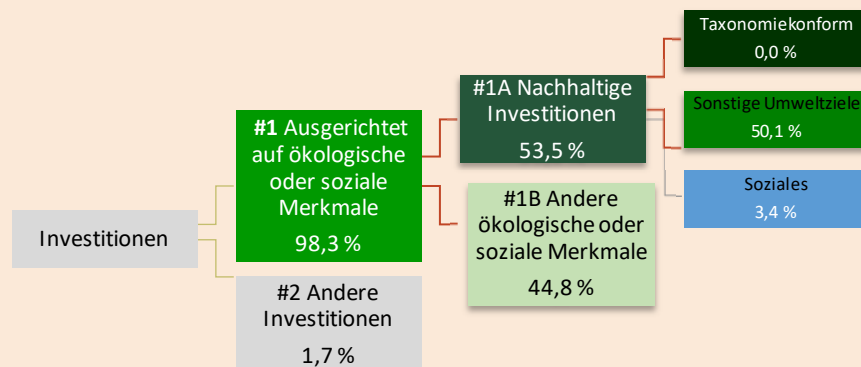 Investitionen
#1 Ausgerichtet
auf ökologische
oder soziale
Merkmale
98,3 %
#2 Andere
Investitionen
1,7 %
#1A Nachhaltige
Investitionen
53,5 %
#1B Andere
ökologische oder
soziale Merkmale
44,8 %
Taxonomiekonform
0,0 %
Sonstige Umweltziele
50,1 %
Soziales
3,4 %